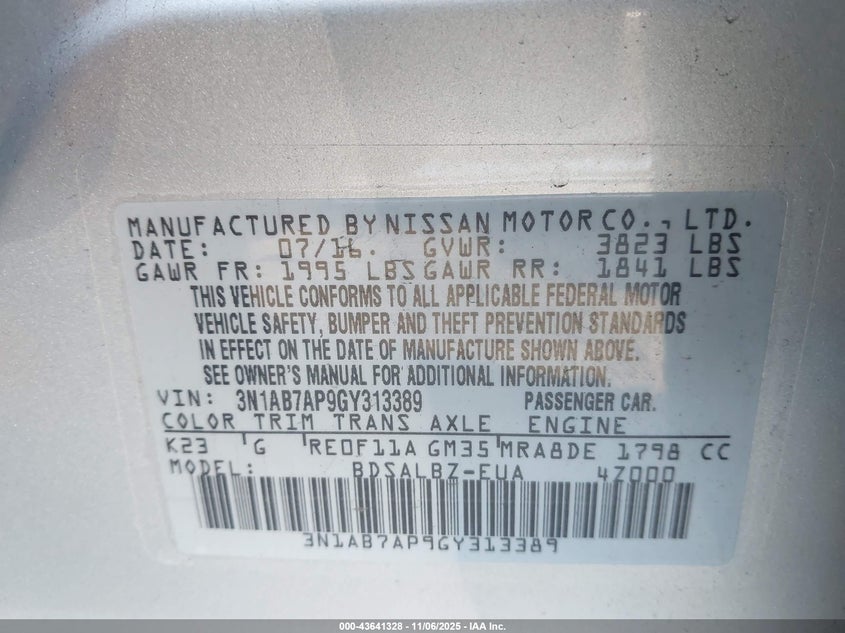 MANUFACTURED BY NISSAN MOTOR CO., LTD.
DATE: 07/16. GVWR: 3823 LBS
GAWR FR: 1995 LBS GAWR RR: 1841 LBS
THIS VEHICLE CONFORMS TO ALL APPLICABLE FEDERAL MOTOR
VEHICLE SAFETY, BUMPER AND THEFT PREVENTION STANDARDS
IN EFFECT ON THE DATE OF MANUFACTURE SHOWN ABOVE.
SEE OWNER'S MANUAL FOR ADDITIONAL INFORMATION.
VIN: 3N1AB7AP9GY313389 PASSENGER CAR.
COLOR TRIM TRANS AXLE ENGINE
K23 G RE0F11A GM35 MRA8DE 1798 CC
MODEL: BDSALBZ-EUA 4Z000
3N1AB7AP9GY313389
000-43641328 - 11/06/2025 - IAA Inc.